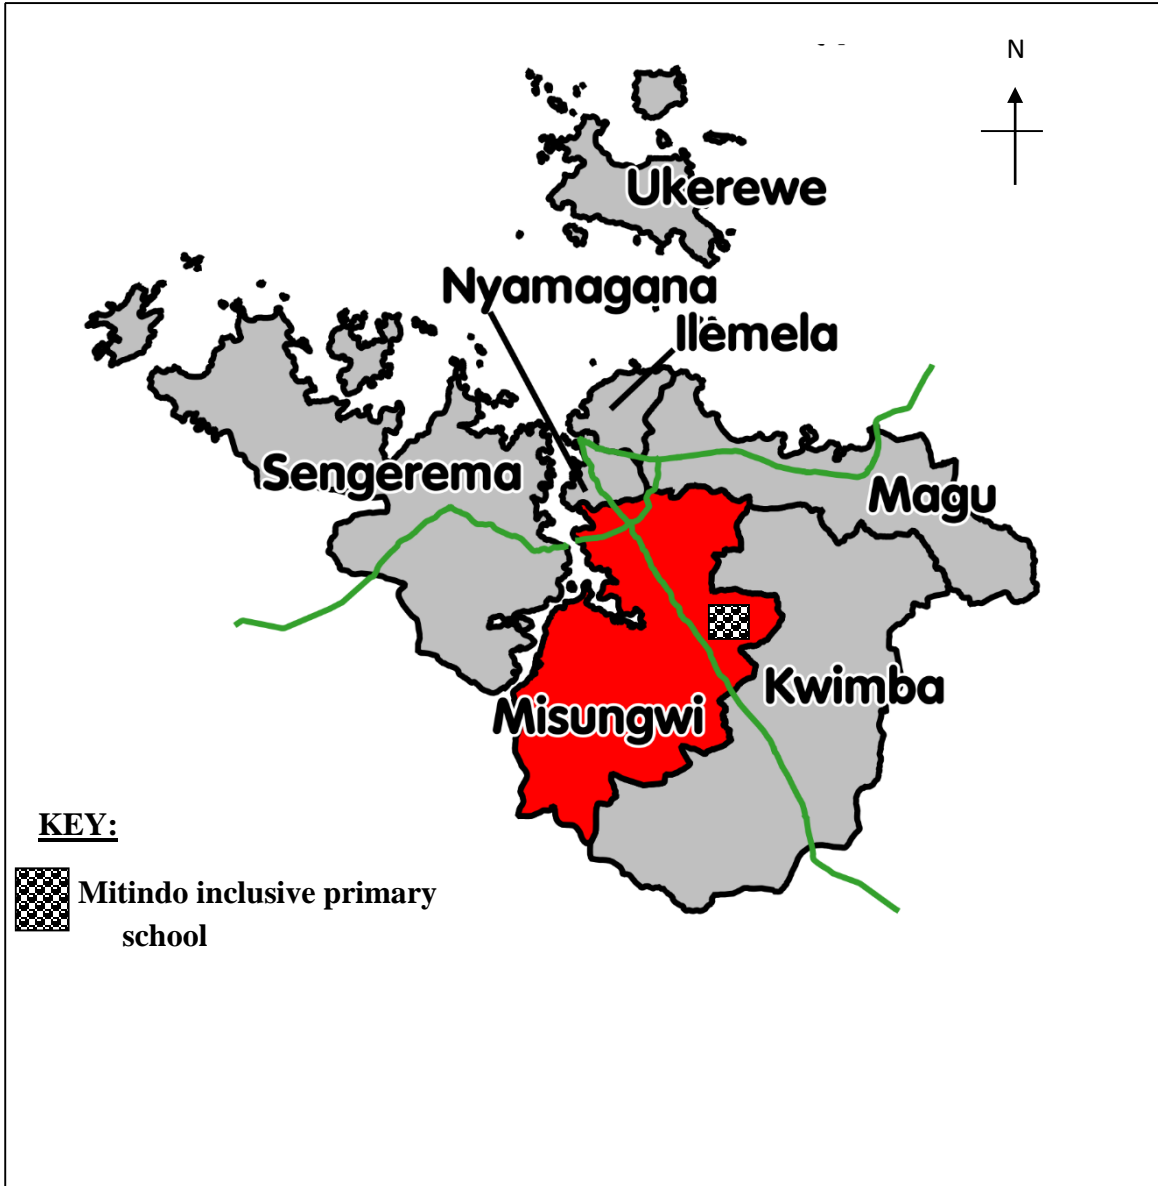 N
Ukerewe
Nyamagana
Ilemela
Sengerema
Magu
Kwimba
Misungwi
KEY:
Mitindo inclusive primary
school